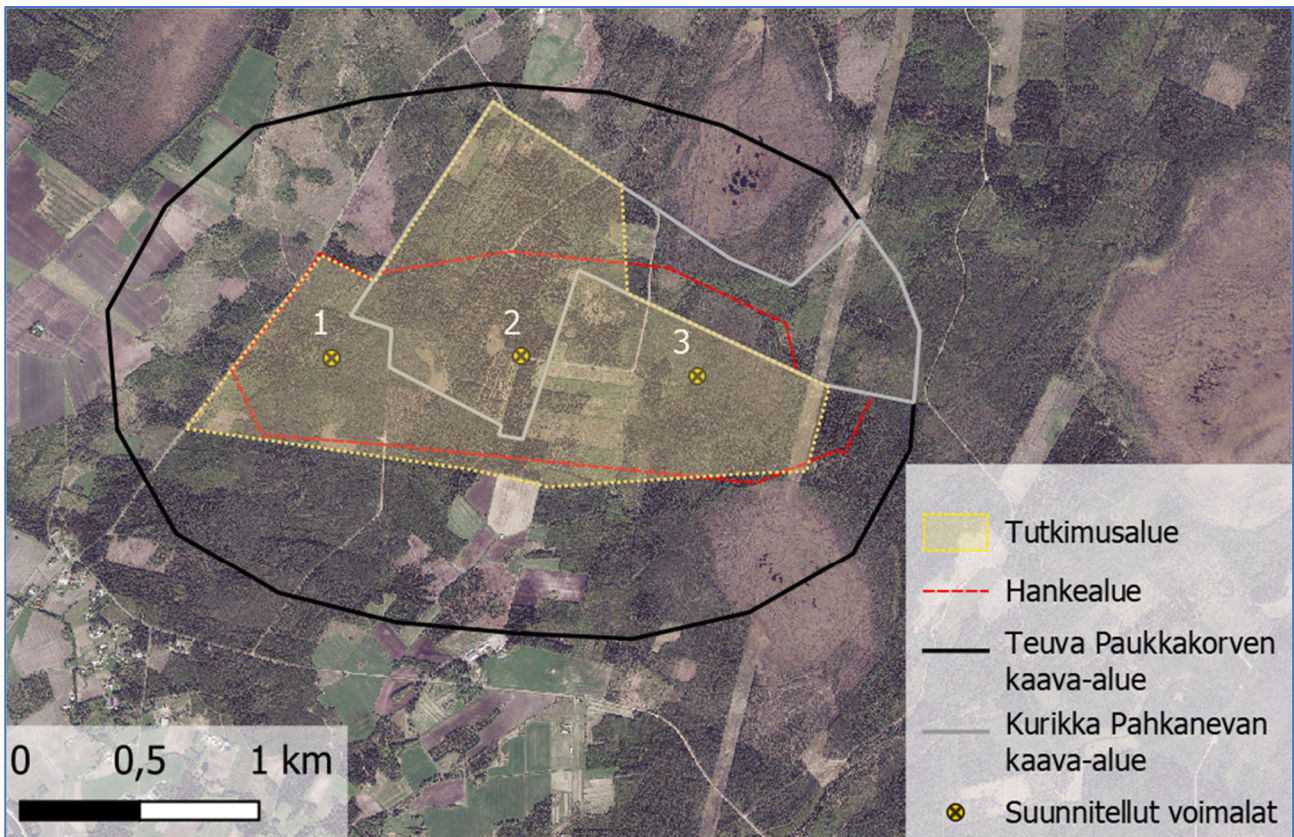 1
2
3
Tutkimusalue
Hankealue
Teuva Paukkakorven
kaava-alue
Kurikka Pahkanevan
kaava-alue
Suunnitellut voimalat
0 0,5 1 km